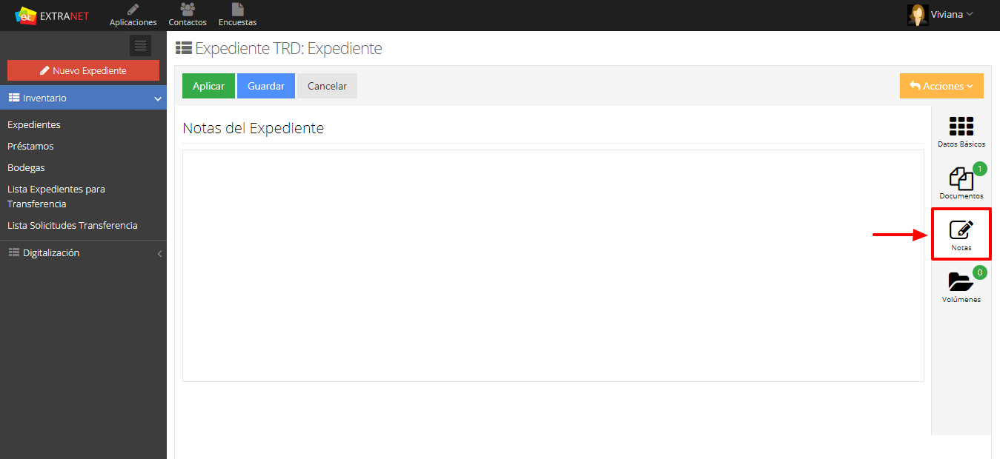 et EXTRANET
Aplicaciones
Contactos
Encuestas
Viviana
Nuevo Expediente
Inventario
Expedientes
Préstamos
Bodegas
Lista Expedientes para
Transferencia
Lista Solicitudes Transferencia
Digitalización
Expediente TRD: Expediente
Aplicar
Guardar
Cancelar
Acciones
Notas del Expediente
Datos Básicos
1
Documentos
Notas
0
Volúmenes